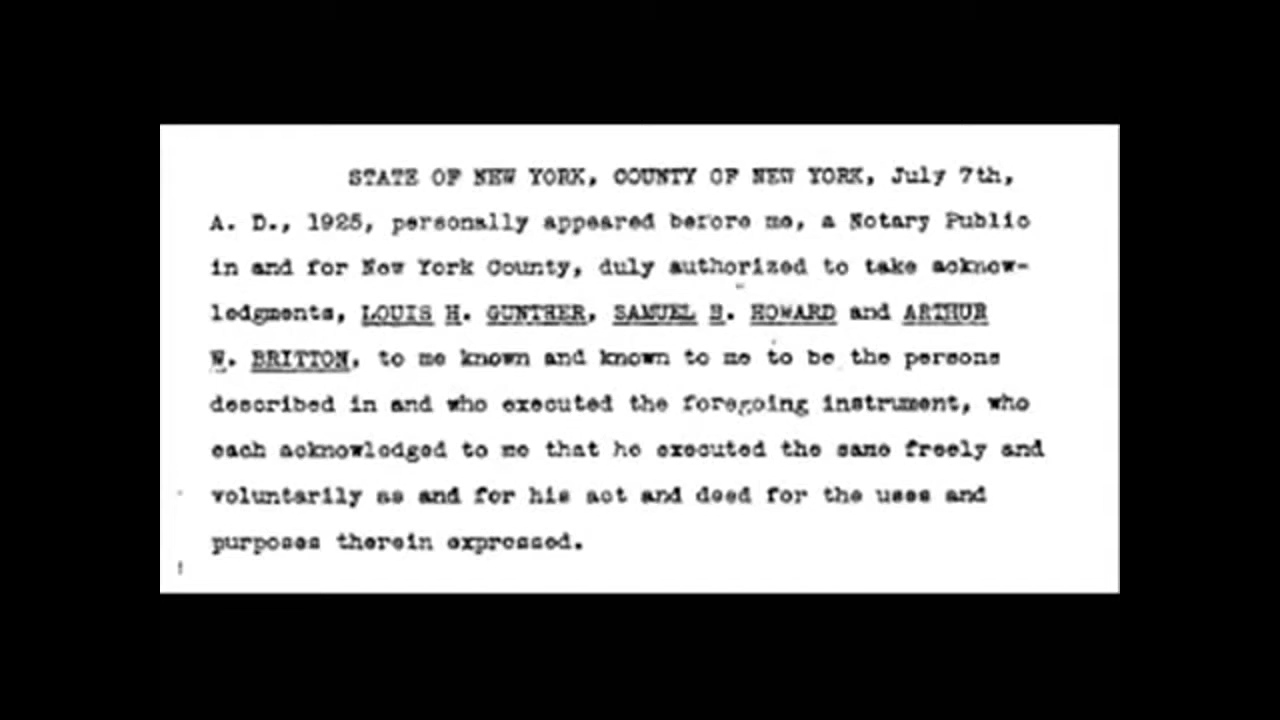 STATE OF NEW YORK, COUNTY OF NEW YORK, July 7th,
A. D., 1925, personally appeared before me, a Notary Public
in and for New York County, duly authorized to take acknow-
ledgments, LOUIS H. GUNTHER, SAMUEL B. HOWARD and ARTHUR
W. BRITTON, to me known and known to me to be the persons
described in and who executed the foregoing instrument, who
each acknowledged to me that he executed the same freely and
voluntarily as and for his act and deed for the uses and
purposes therein expressed.